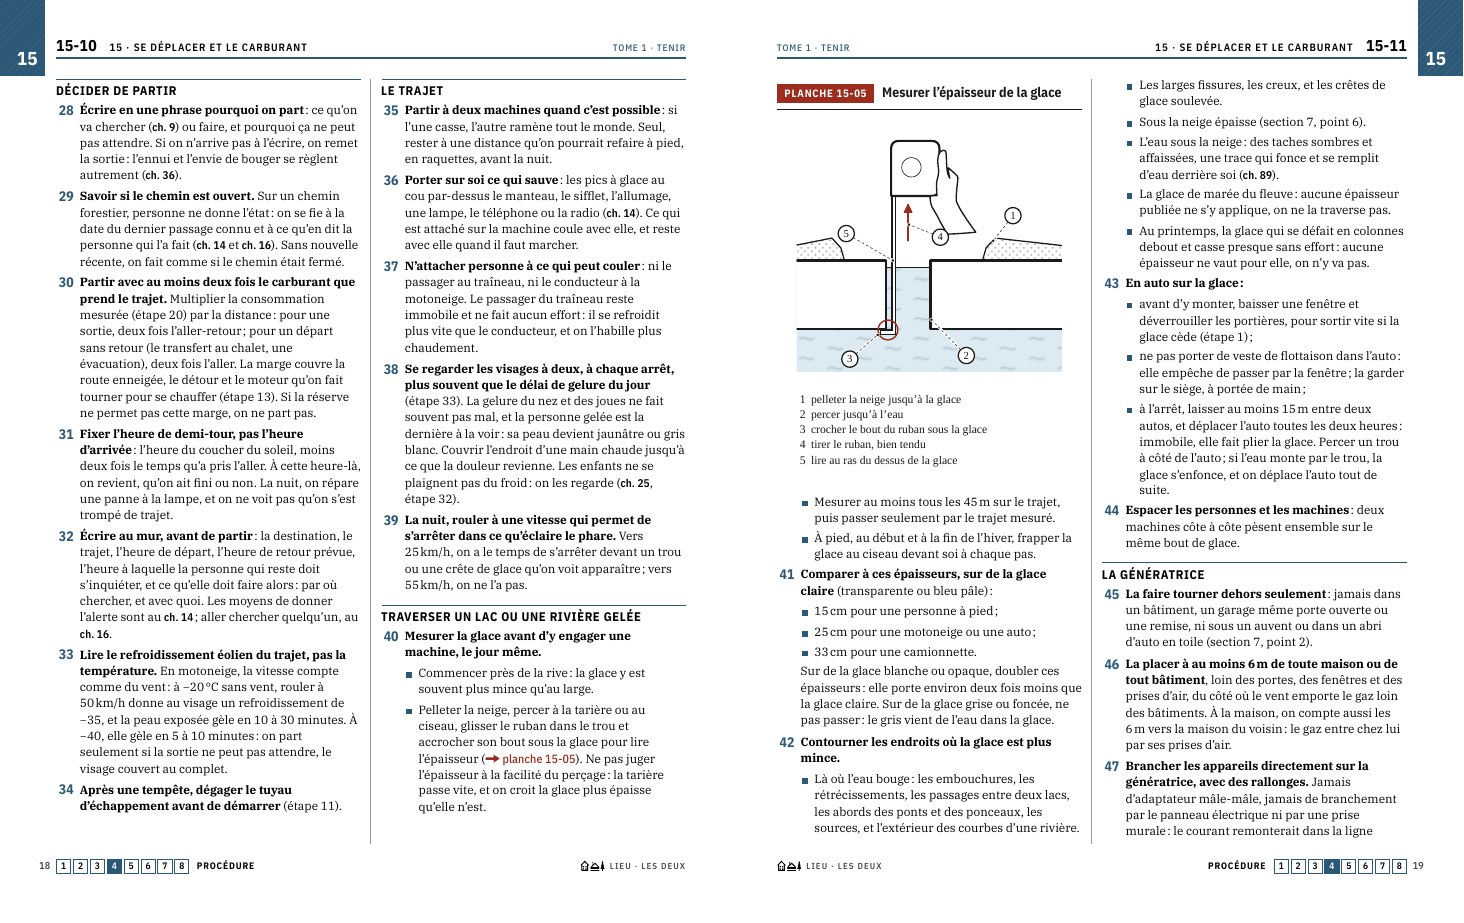 15
15-10 15 · SE DÉPLACER ET LE CARBURANT
TOME 1 · TENIR
DÉCIDER DE PARTIR
28 Écrire en une phrase pourquoi on part : ce qu’on
va chercher (ch. 9) ou faire, et pourquoi ça ne peut
pas attendre. Si on n’arrive pas à l’écrire, on remet
la sortie : l’ennui et l’envie de bouger se règlent
autrement (ch. 36).
29 Savoir si le chemin est ouvert. Sur un chemin
forestier, personne ne donne l’état : on se fie à la
date du dernier passage connu et à ce qu’en dit la
personne qui l’a fait (ch. 14 et ch. 16). Sans nouvelle
récente, on fait comme si le chemin était fermé.
30 Partir avec au moins deux fois le carburant que
prend le trajet. Multiplier la consommation
mesurée (étape 20) par la distance : pour une
sortie, deux fois l’aller-retour ; pour un départ
sans retour (le transfert au chalet, une
évacuation), deux fois l’aller. La marge couvre la
route enneigée, le détour et le moteur qu’on fait
tourner pour se chauffer (étape 13). Si la réserve
ne permet pas cette marge, on ne part pas.
31 Fixer l’heure de demi-tour, pas l’heure
d’arrivée : l’heure du coucher du soleil, moins
deux fois le temps qu’a pris l’aller. À cette heure-là,
on revient, qu’on ait fini ou non. La nuit, on répare
une panne à la lampe, et on ne voit pas qu’on s’est
trompé de trajet.
32 Écrire au mur, avant de partir : la destination, le
trajet, l’heure de départ, l’heure de retour prévue,
l’heure à laquelle la personne qui reste doit
s’inquiéter, et ce qu’elle doit faire alors : par où
chercher, et avec quoi. Les moyens de donner
l’alerte sont au ch. 14 ; aller chercher quelqu’un, au
ch. 16.
33 Lire le refroidissement éolien du trajet, pas la
température. En motoneige, la vitesse compte
comme du vent : à −20 °C sans vent, rouler à
50 km/h donne au visage un refroidissement de
−35, et la peau exposée gèle en 10 à 30 minutes. À
−40, elle gèle en 5 à 10 minutes : on part
seulement si la sortie ne peut pas attendre, le
visage couvert au complet.
34 Après une tempête, dégager le tuyau
d’échappement avant de démarrer (étape 11).
LE TRAJET
35 Partir à deux machines quand c’est possible : si
l’une casse, l’autre ramène tout le monde. Seul,
rester à une distance qu’on pourrait refaire à pied,
en raquettes, avant la nuit.
36 Porter sur soi ce qui sauve : les pics à glace au
cou par-dessus le manteau, le sifflet, l’allumage,
une lampe, le téléphone ou la radio (ch. 14). Ce qui
est attaché sur la machine coule avec elle, et reste
avec elle quand il faut marcher.
37 N’attacher personne à ce qui peut couler : ni le
passager au traîneau, ni le conducteur à la
motoneige. Le passager du traîneau reste
immobile et ne fait aucun effort : il se refroidit
plus vite que le conducteur, et on l’habille plus
chaudement.
38 Se regarder les visages à deux, à chaque arrêt,
plus souvent que le délai de gelure du jour
(étape 33). La gelure du nez et des joues ne fait
souvent pas mal, et la personne gelée est la
dernière à la voir : sa peau devient jaunâtre ou gris
blanc. Couvrir l’endroit d’une main chaude jusqu’à
ce que la douleur revienne. Les enfants ne se
plaignent pas du froid : on les regarde (ch. 25,
étape 32).
39 La nuit, rouler à une vitesse qui permet de
s’arrêter dans ce qu’éclaire le phare. Vers
25 km/h, on a le temps de s’arrêter devant un trou
ou une crête de glace qu’on voit apparaître ; vers
55 km/h, on ne l’a pas.
TRAVERSER UN LAC OU UNE RIVIÈRE GELÉE
40 Mesurer la glace avant d’y engager une
machine, le jour même.
Commencer près de la rive : la glace y est
souvent plus mince qu’au large.
Pelleter la neige, percer à la tarière ou au
ciseau, glisser le ruban dans le trou et
accrocher son bout sous la glace pour lire
l’épaisseur (➞ planche 15-05). Ne pas juger
l’épaisseur à la facilité du perçage : la tarière
passe vite, et on croit la glace plus épaisse
qu’elle n’est.
18 1 2 3 4 5 6 7 8 PROCÉDURE
LIEU · LES DEUX
TOME 1 · TENIR
15 · SE DÉPLACER ET LE CARBURANT 15-11
15
PLANCHE 15-05 Mesurer l’épaisseur de la glace
1
5
4
3
2
1 pelleter la neige jusqu’à la glace
2 percer jusqu’à l’eau
3 crocher le bout du ruban sous la glace
4 tirer le ruban, bien tendu
5 lire au ras du dessus de la glace
Mesurer au moins tous les 45 m sur le trajet,
puis passer seulement par le trajet mesuré.
À pied, au début et à la fin de l’hiver, frapper la
glace au ciseau devant soi à chaque pas.
41 Comparer à ces épaisseurs, sur de la glace
claire (transparente ou bleu pâle) :
15 cm pour une personne à pied ;
25 cm pour une motoneige ou une auto ;
33 cm pour une camionnette.
Sur de la glace blanche ou opaque, doubler ces
épaisseurs : elle porte environ deux fois moins que
la glace claire. Sur de la glace grise ou foncée, ne
pas passer : le gris vient de l’eau dans la glace.
42 Contourner les endroits où la glace est plus
mince.
Là où l’eau bouge : les embouchures, les
rétrécissements, les passages entre deux lacs,
les abords des ponts et des ponceaux, les
sources, et l’extérieur des courbes d’une rivière.
Les larges fissures, les creux, et les crêtes de
glace soulevée.
Sous la neige épaisse (section 7, point 6).
L’eau sous la neige : des taches sombres et
affaissées, une trace qui fonce et se remplit
d’eau derrière soi (ch. 89).
La glace de marée du fleuve : aucune épaisseur
publiée ne s’y applique, on ne la traverse pas.
Au printemps, la glace qui se défait en colonnes
debout et casse presque sans effort : aucune
épaisseur ne vaut pour elle, on n’y va pas.
43 En auto sur la glace :
avant d’y monter, baisser une fenêtre et
déverrouiller les portières, pour sortir vite si la
glace cède (étape 1) ;
ne pas porter de veste de flottaison dans l’auto :
elle empêche de passer par la fenêtre ; la garder
sur le siège, à portée de main ;
à l’arrêt, laisser au moins 15 m entre deux
autos, et déplacer l’auto toutes les deux heures :
immobile, elle fait plier la glace. Percer un trou
à côté de l’auto ; si l’eau monte par le trou, la
glace s’enfonce, et on déplace l’auto tout de
suite.
44 Espacer les personnes et les machines : deux
machines côte à côte pèsent ensemble sur le
même bout de glace.
LA GÉNÉRATRICE
45 La faire tourner dehors seulement : jamais dans
un bâtiment, un garage même porte ouverte ou
une remise, ni sous un auvent ou dans un abri
d’auto en toile (section 7, point 2).
46 La placer à au moins 6 m de toute maison ou de
tout bâtiment, loin des portes, des fenêtres et des
prises d’air, du côté où le vent emporte le gaz loin
des bâtiments. À la maison, on compte aussi les
6 m vers la maison du voisin : le gaz entre chez lui
par ses prises d’air.
47 Brancher les appareils directement sur la
génératrice, avec des rallonges. Jamais
d’adaptateur mâle-mâle, jamais de branchement
par le panneau électrique ni par une prise
murale : le courant remonterait dans la ligne
LIEU · LES DEUX
PROCÉDURE 1 2 3 4 5 6 7 8 19